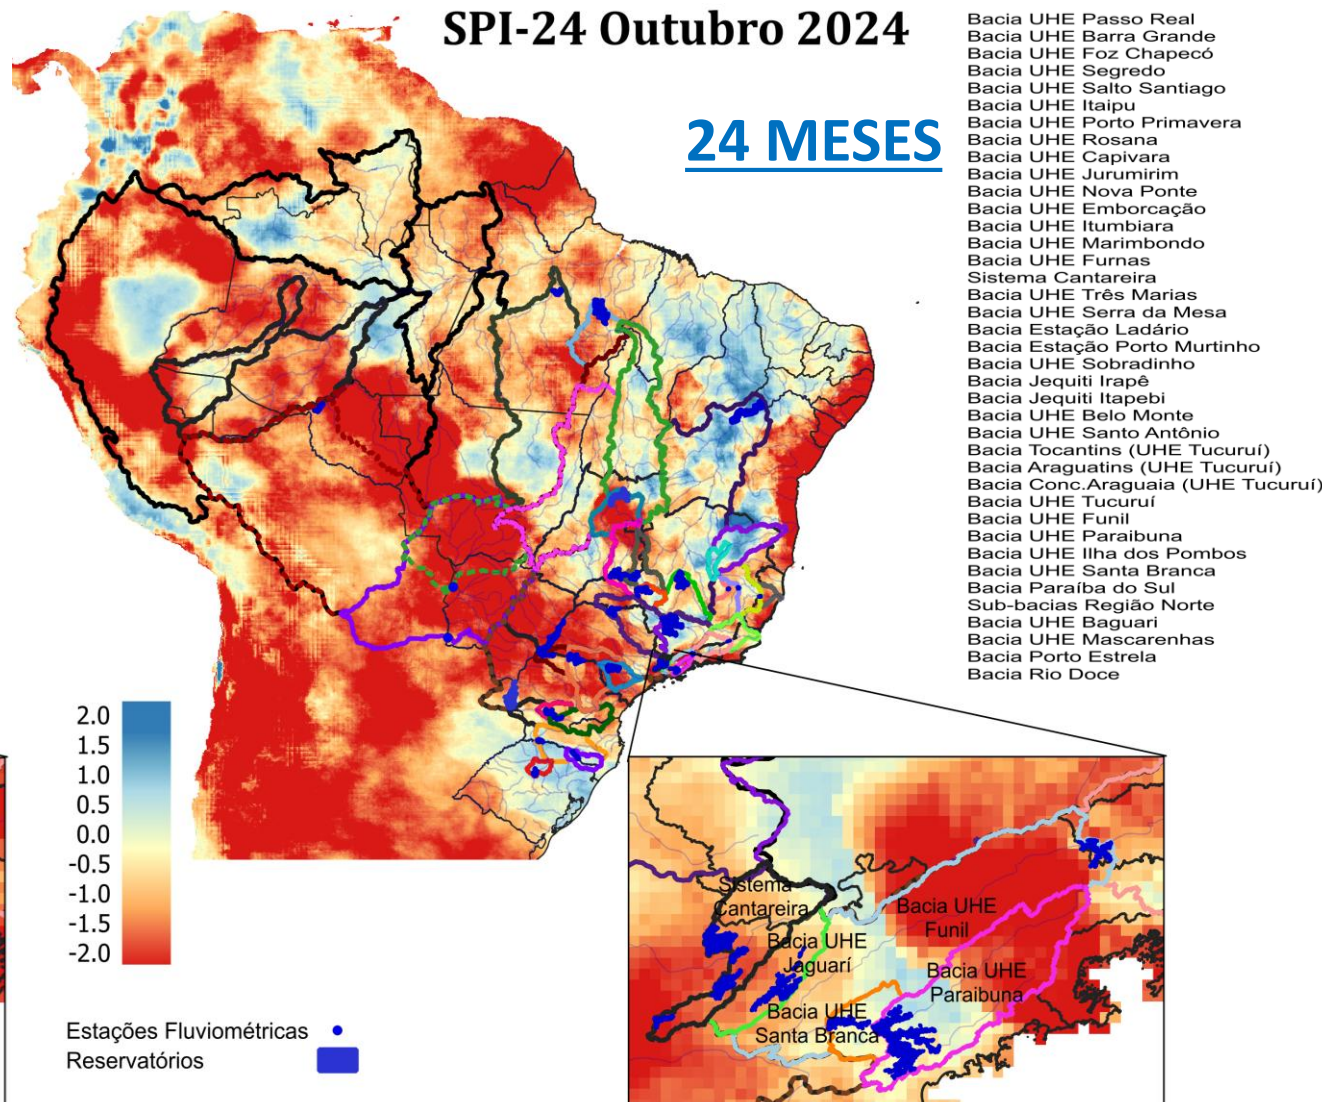 SPI-24 Outubro 2024
24 MESES
Bacia UHE Passo Real
Bacia UHE Barra Grande
Bacia UHE Foz Chapecó
Bacia UHE Segredo
Bacia UHE Salto Santiago
Bacia UHE Itaipu
Bacia UHE Porto Primavera
Bacia UHE Rosana
Bacia UHE Capivara
Bacia UHE Jurumirim
Bacia UHE Nova Ponte
Bacia UHE Emborcação
Bacia UHE Itumbiara
Bacia UHE Marimbondo
Bacia UHE Furnas
Sistema Cantareira
Bacia UHE Três Marias
Bacia UHE Serra da Mesa
Bacia Estação Ladário
Bacia Estação Porto Murtinho
Bacia UHE Sobradinho
Bacia Jequiti Irapê
Bacia Jequiti Itapebi
Bacia UHE Belo Monte
Bacia UHE Santo Antônio
Bacia Tocantins (UHE Tucuruí)
Bacia Araguatins (UHE Tucuruí)
Bacia Conc.Araguaia (UHE Tucuruí)
Bacia UHE Tucuruí
Bacia UHE Funil
Bacia UHE Paraibuna
Bacia UHE Ilha dos Pombos
Bacia UHE Santa Branca
Bacia Paraíba do Sul
Sub-bacias Região Norte
Bacia UHE Baguari
Bacia UHE Mascarenhas
Bacia Porto Estrela
Bacia Rio Doce
2.0
1.5
1.0
0.5
0.0
-0.5
-1.0
-1.5
-2.0
Estações Fluviométricas
Reservatórios
Sistema
Cantareira
Bacia UHE
Jaguarí
Bacia UHE
Santa Branca
Bacia UHE
Funil
Bacia UHE
Paraibuna